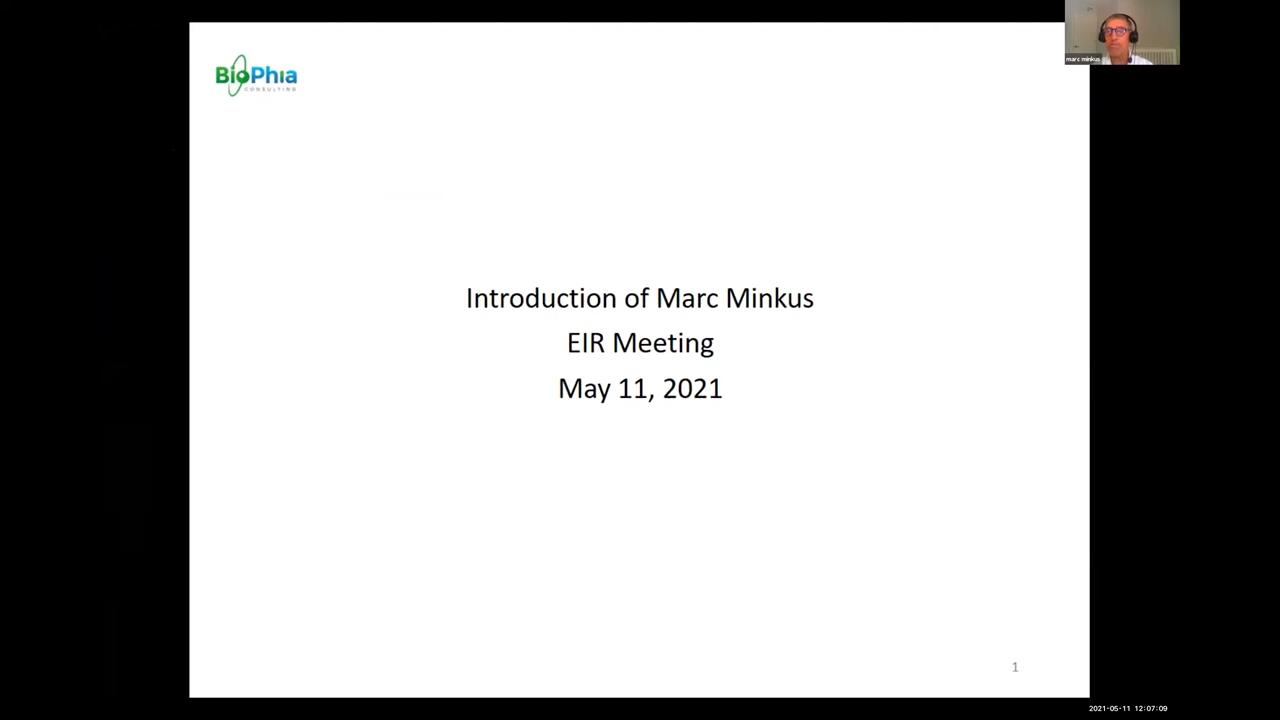 BioPhia
CONSULTING
marc minkus
Introduction of Marc Minkus
EIR Meeting
May 11, 2021
1
2021-05-11 12:07:09